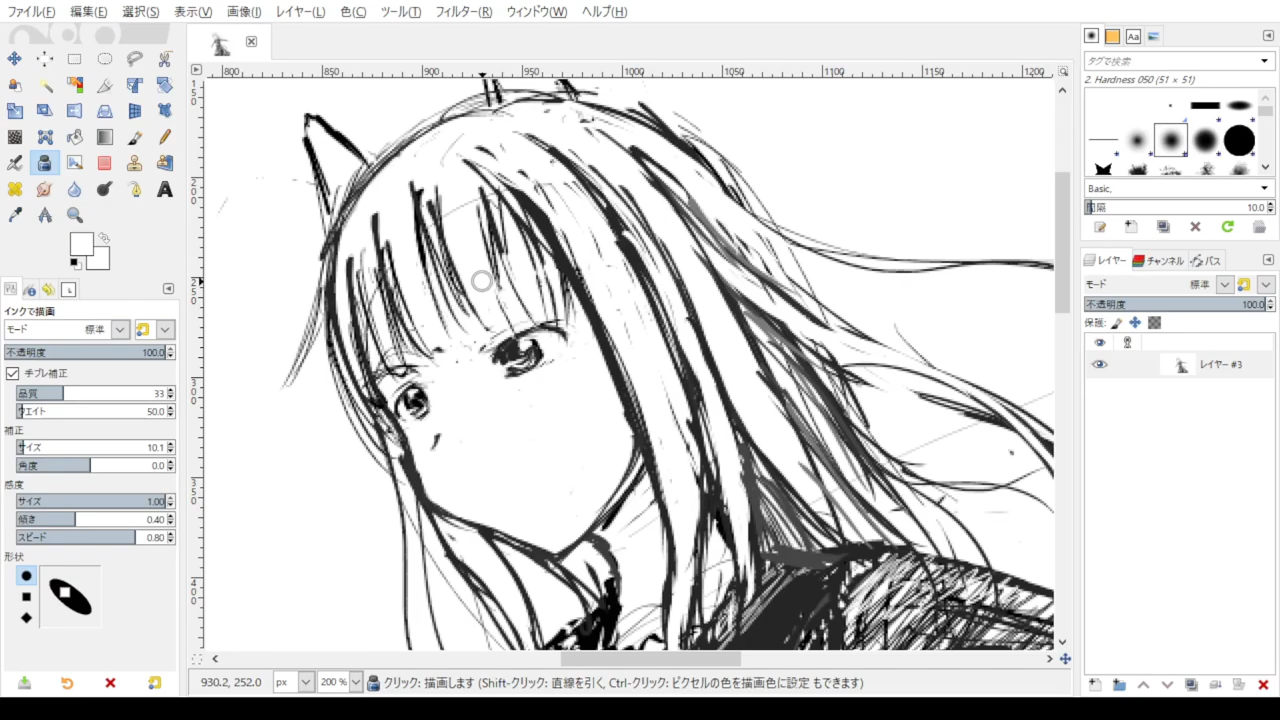 ファイル(F) 編集(E) 選択(S) 表示(V) 画像(I) レイヤー(L) 色(C) ツール(T) フィルター(R) ウィンドウ(W) ヘルプ(H)
800 850 900 950 1000 1050 1100 1150 1200
150
200
250
300
350
400
インクで描画
モード 標準
不透明度 100.0
手ブレ補正
品質 33
ウエイト 50.0
補正
サイズ 10.1
角度 0.0
感度
サイズ 1.00
傾き 0.40
スピード 0.80
形状
930.2, 252.0 px 200 % クリック: 描画します (Shift-クリック: 直線を引く, Ctrl-クリック: ピクセルの色を描画色に設定 もできます)
Aa
タグで検索
2. Hardness 050 (51 × 51)
Basic,
間隔 10.0
レイヤー チャンネル パス
モード 標準
不透明度 100.0
保護:
レイヤー #3